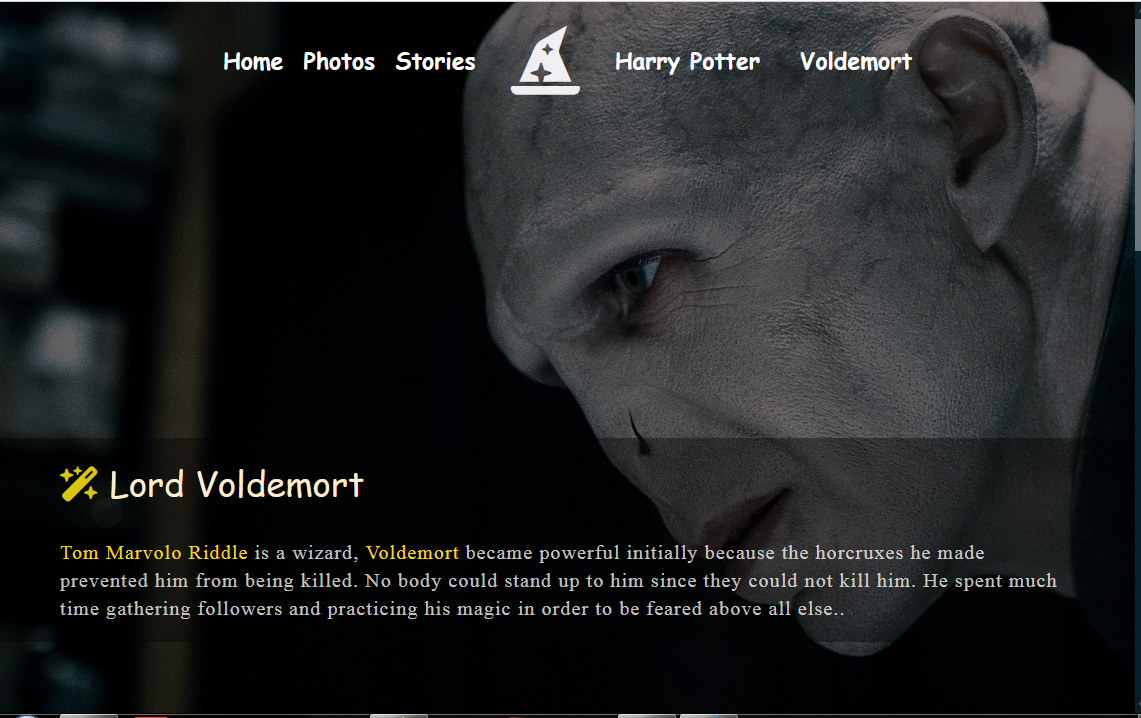 Home Photos Stories Harry Potter Voldemort
Lord Voldemort
Tom Marvolo Riddle is a wizard, Voldemort became powerful initially because the horcruxes he made
prevented him from being killed. No body could stand up to him since they could not kill him. He spent much
time gathering followers and practicing his magic in order to be feared above all else..